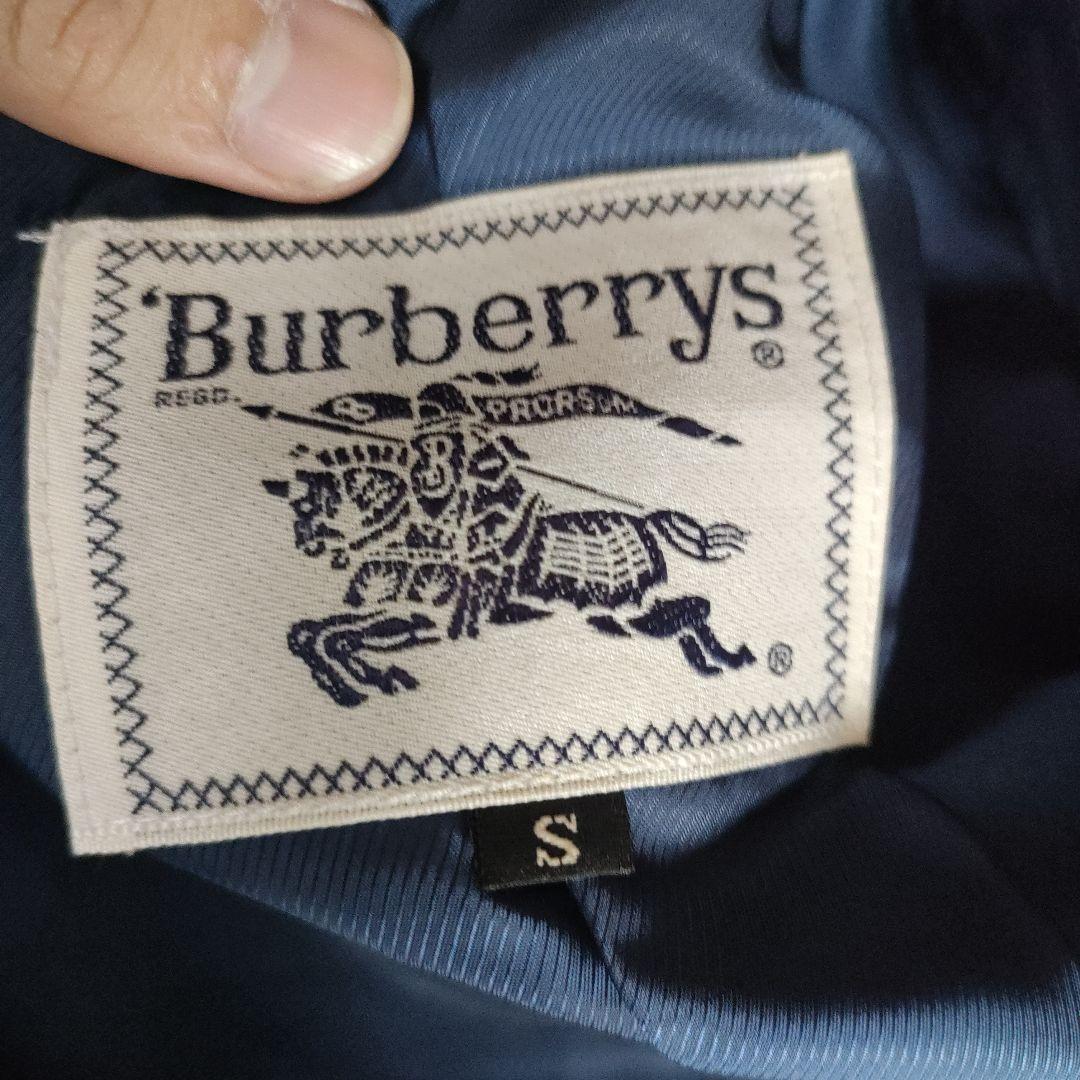 'Burberrys
®
REGD.
PRORSUM
®
S